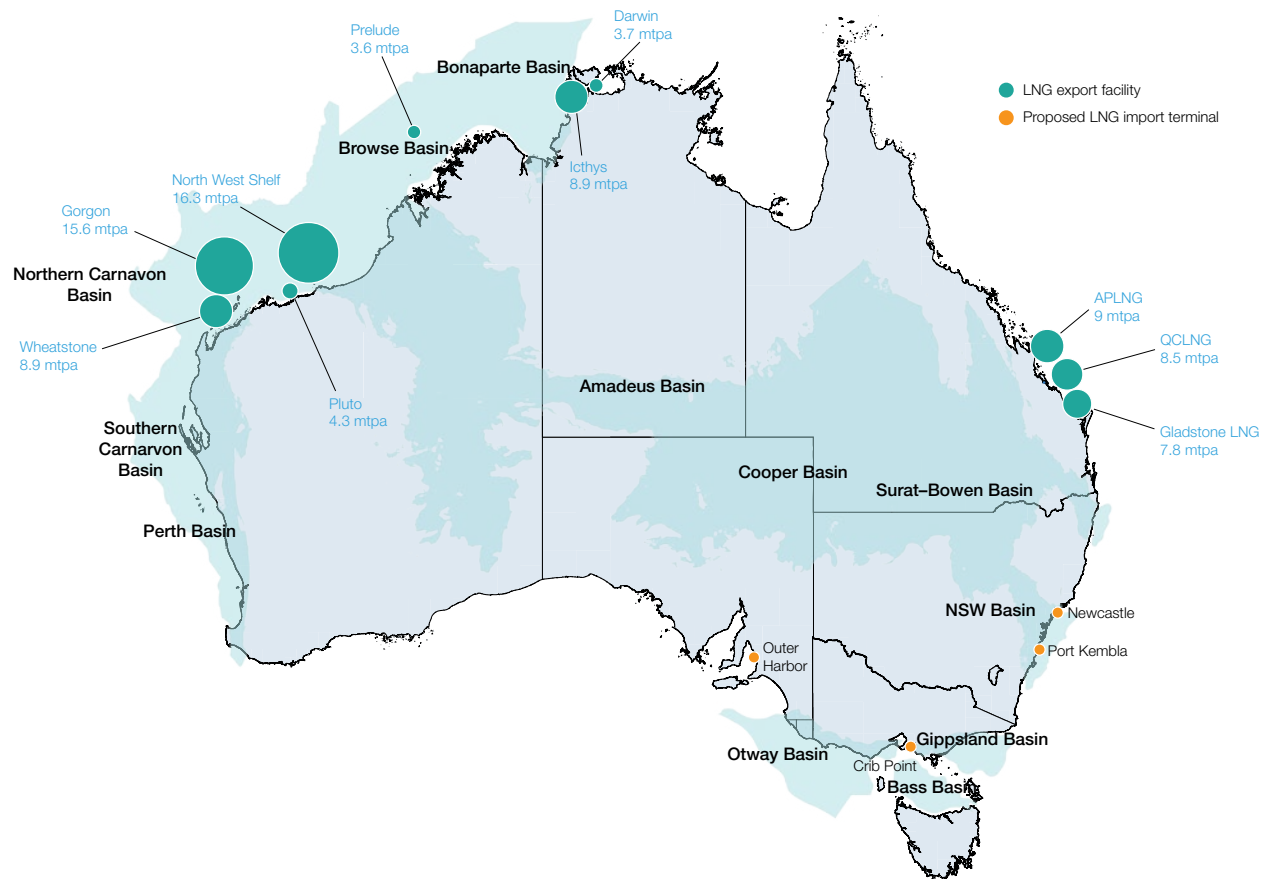 Darwin
3.7 mtpa
Prelude
3.6 mtpa
Bonaparte Basin
LNG export facility
Proposed LNG import terminal
Browse Basin
Icthys
8.9 mtpa
North West Shelf
16.3 mtpa
Gorgon
15.6 mtpa
Northern Carnavon
Basin
Wheatstone
8.9 mtpa
Pluto
4.3 mtpa
APLNG
9 mtpa
QCLNG
8.5 mtpa
Gladstone LNG
7.8 mtpa
Amadeus Basin
Southern
Carnarvon
Basin
Cooper Basin
Surat–Bowen Basin
Perth Basin
NSW Basin
Newcastle
Port Kembla
Outer
Harbor
Gippsland Basin
Otway Basin
Crib Point
Bass Basin